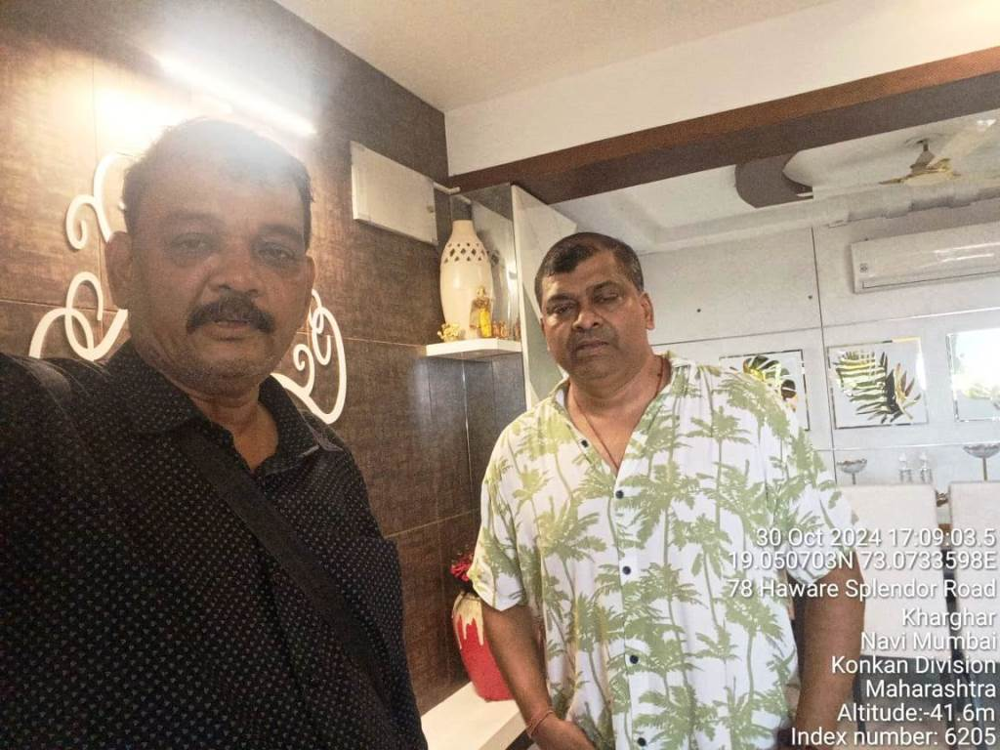 30 Oct 2024 17:09:03.5
19.050703N 73.0733598E
78 Haware Splendor Road
Kharghar
Navi Mumbai
Konkan Division
Maharashtra
Altitude:-41.6m
Index number: 6205